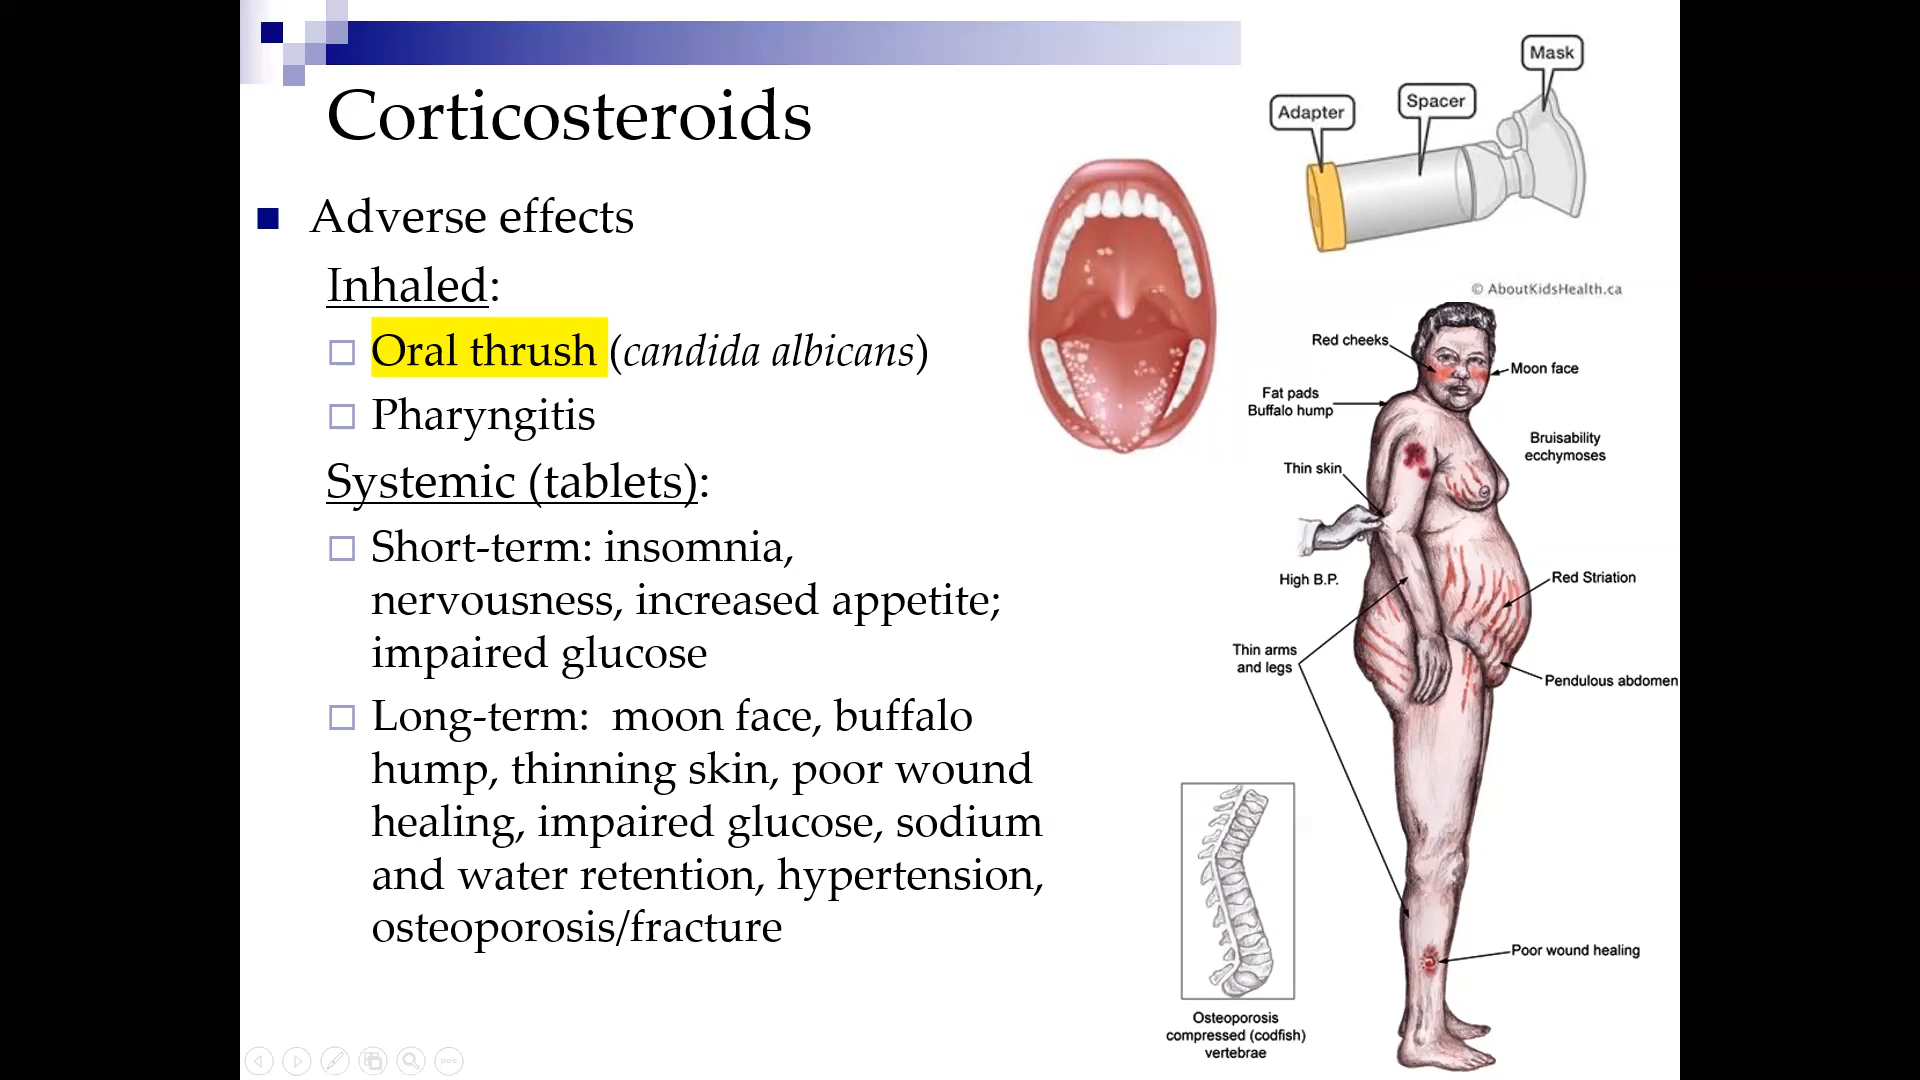 Corticosteroids
Adverse effects
Inhaled:
Oral thrush (candida albicans)
Pharyngitis
Systemic (tablets):
Short-term: insomnia,
nervousness, increased appetite;
impaired glucose
Long-term:  moon face, buffalo
hump, thinning skin, poor wound
healing, impaired glucose, sodium
and water retention, hypertension,
osteoporosis/fracture
Mask
Spacer
Adapter
© AboutKidsHealth.ca
Red cheeks
Moon face
Fat pads
Buffalo hump
Bruisability
ecchymoses
Thin skin
High B.P.
Red Striation
Thin arms
and legs
Pendulous abdomen
Poor wound healing
Osteoporosis
compressed (codfish)
vertebrae